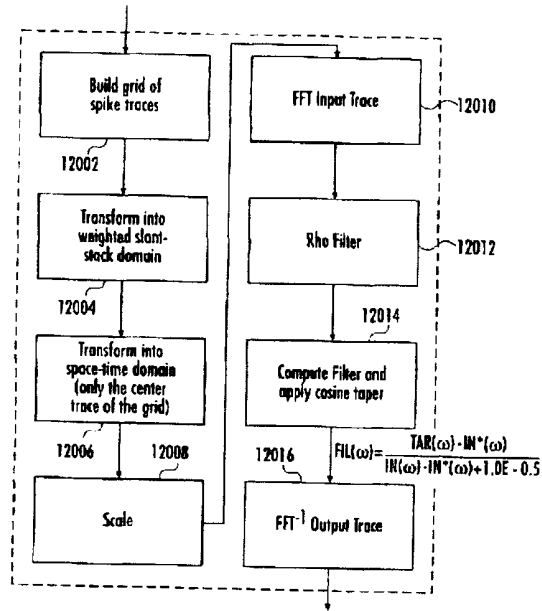 Build grid of
spike traces
12002
Transform into
weighted slant-
stack domain
12004
Transform into
space-time domain
(only the center
trace of the grid)
12006
12008
Scale
FFT Input Trace
12010
Rho Filter
12012
12014
Compute Filter and
apply cosine taper
FIL(ω)= TAR(ω)·IN*(ω)
IN(ω)·IN*(ω)+1.0E - 0.5
12016
FFT⁻¹ Output Trace